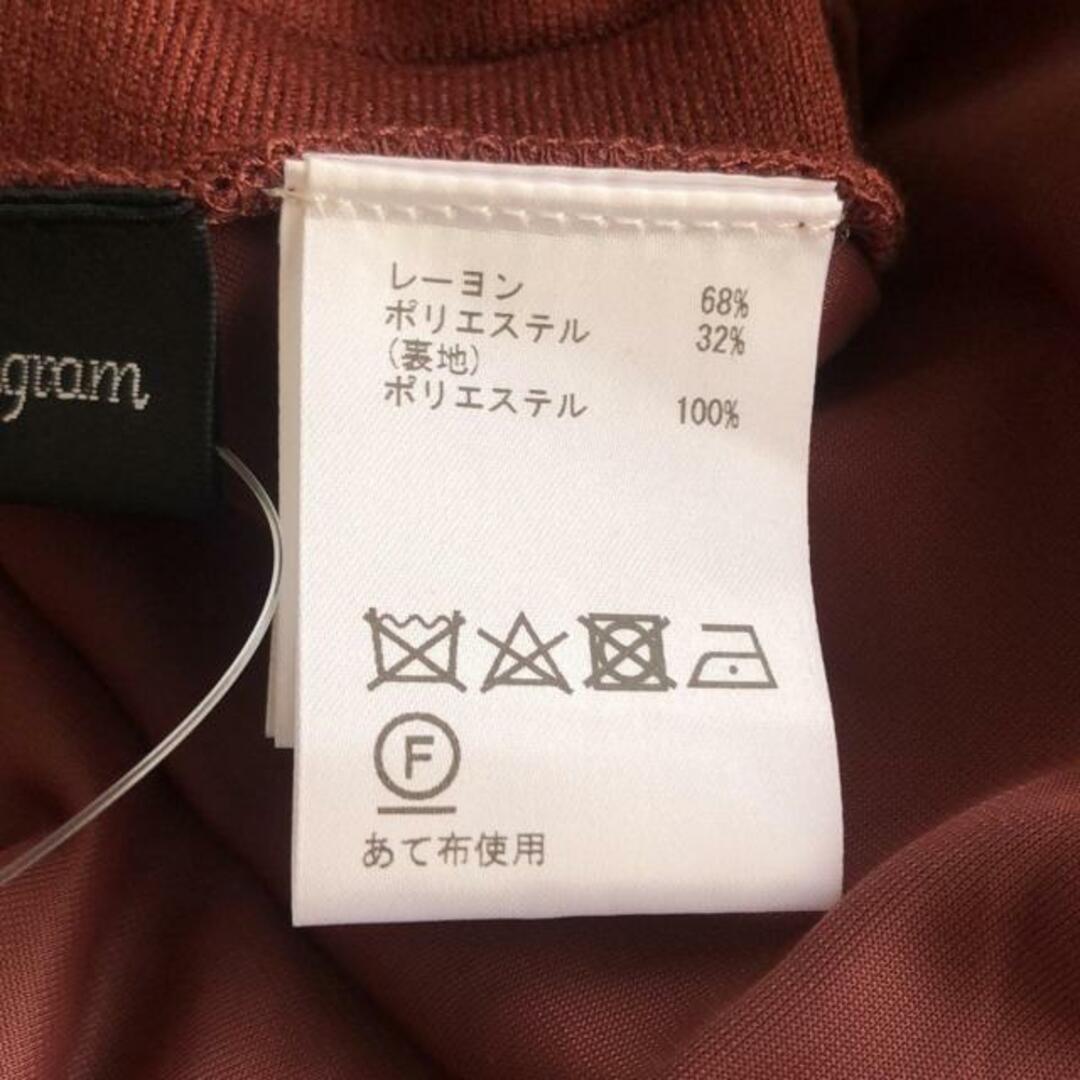 レーヨン 68%
ポリエステル 32%
(裏地)
ポリエステル 100%
gram
F
あて布使用